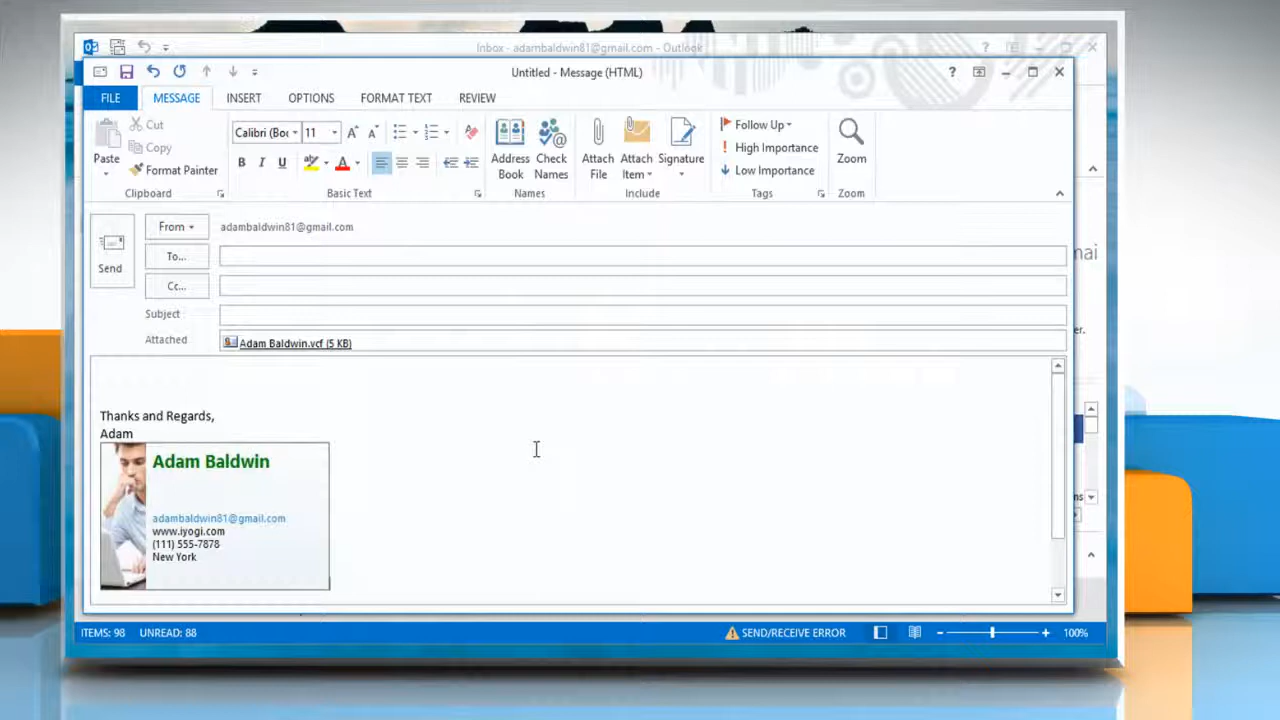 Inbox - adambaldwin81@gmail.com - Outlook
Untitled - Message (HTML)
FILE MESSAGE INSERT OPTIONS FORMAT TEXT REVIEW
Calibri (Boc 11
Cut
Copy
Format Painter
Paste
Clipboard
B I U
A
Basic Text
Address Book
Check Names
Names
Attach File
Attach Item
Signature
Include
Follow Up
High Importance
Low Importance
Tags
Zoom
Zoom
Send
From adambaldwin81@gmail.com
To...
Cc...
Subject
Attached Adam Baldwin.vcf (5 KB)
mai
er.
Thanks and Regards,
Adam
Adam Baldwin
adambaldwin81@gmail.com
www.iyogi.com
(111) 555-7878
New York
ITEMS: 98 UNREAD: 88 SEND/RECEIVE ERROR 100%